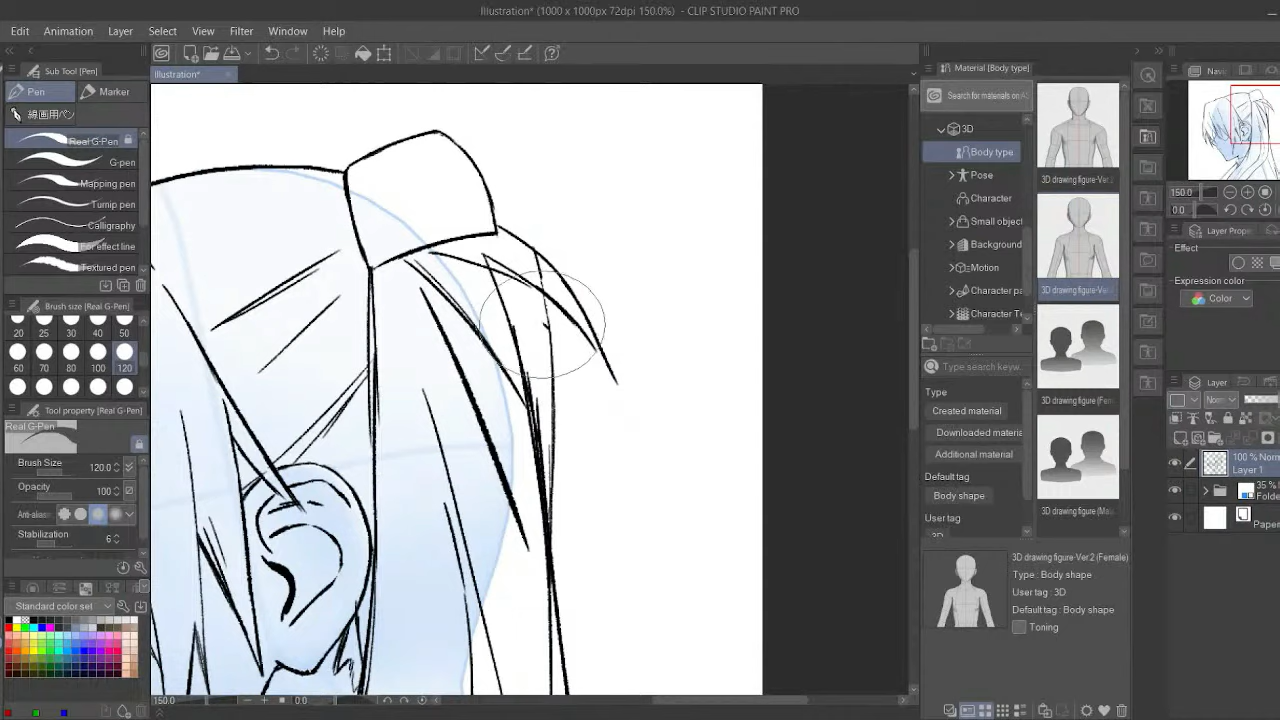 Illustration* (1000 x 1000px 72dpi 150.0%) - CLIP STUDIO PAINT PRO
File Edit Animation Layer Select View Filter Window Help
Sub Tool [Pen]
Pen Marker
線画用ペン
Real G-Pen
G-pen
Mapping pen
Turnip pen
Calligraphy
For effect line
Textured pen
Brush size [Real G-Pen]
20 25 30 40 50
60 70 80 100 120
Tool property [Real G-Pen]
Real G-Pen
Brush Size 120.0
Opacity 100
Anti-alias
Stabilization 6
Standard color set
Illustration*
150.0 0.0
Material [Body type]
Search for materials on AS
3D
Body type
Pose
Character
Small object
Background
Motion
Character pa
Character T
Type search keyw
Type
Created material
Downloaded materia
Additional material
Default tag
Body shape
User tag
3D
3D drawing figure-Ver.
3D drawing figure-Ve
3D drawing figure (Fen
3D drawing figure (Mal
3D drawing figure-Ver.2 (Female)
Type : Body shape
User tag : 3D
Default tag : Body shape
Toning
Navi
150.0
0.0
Layer Prope
Effect
Expression color
Color
Layer
Norm
100 % Norm
Layer 1
35 % N
Folde
Paper